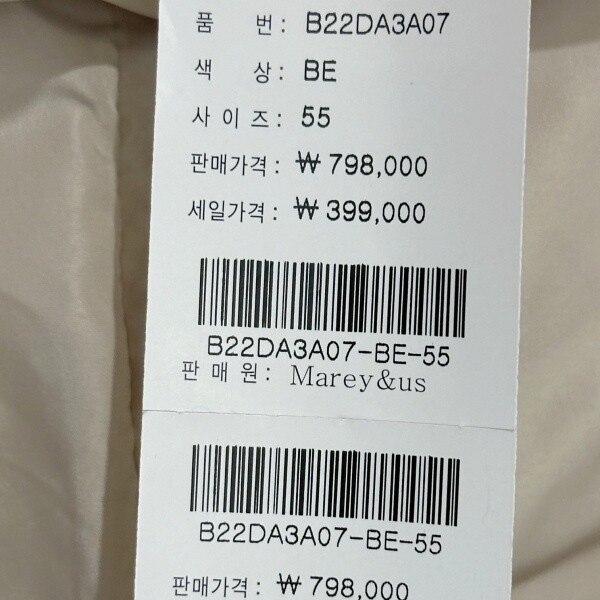 품 번: B22DA3A07
색 상: BE
사 이 즈: 55
판매가격: ₩ 798,000
세일가격: ₩ 399,000
B22DA3A07-BE-55
판 매 원: Marey&us
B22DA3A07-BE-55
판매가격: ₩ 798,000